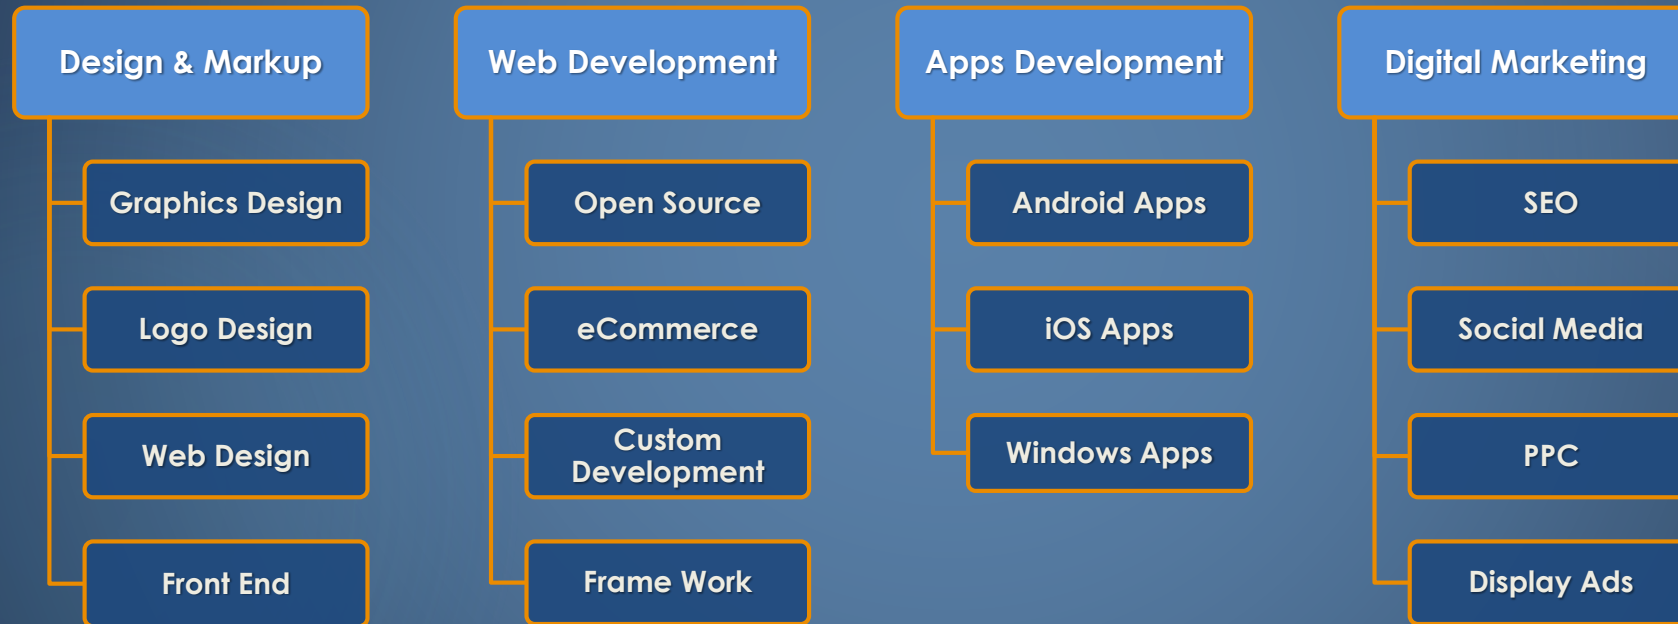 Design & Markup
Graphics Design
Logo Design
Web Design
Front End
Web Development
Open Source
eCommerce
Custom
Development
Frame Work
Apps Development
Android Apps
iOS Apps
Windows Apps
Digital Marketing
SEO
Social Media
PPC
Display Ads